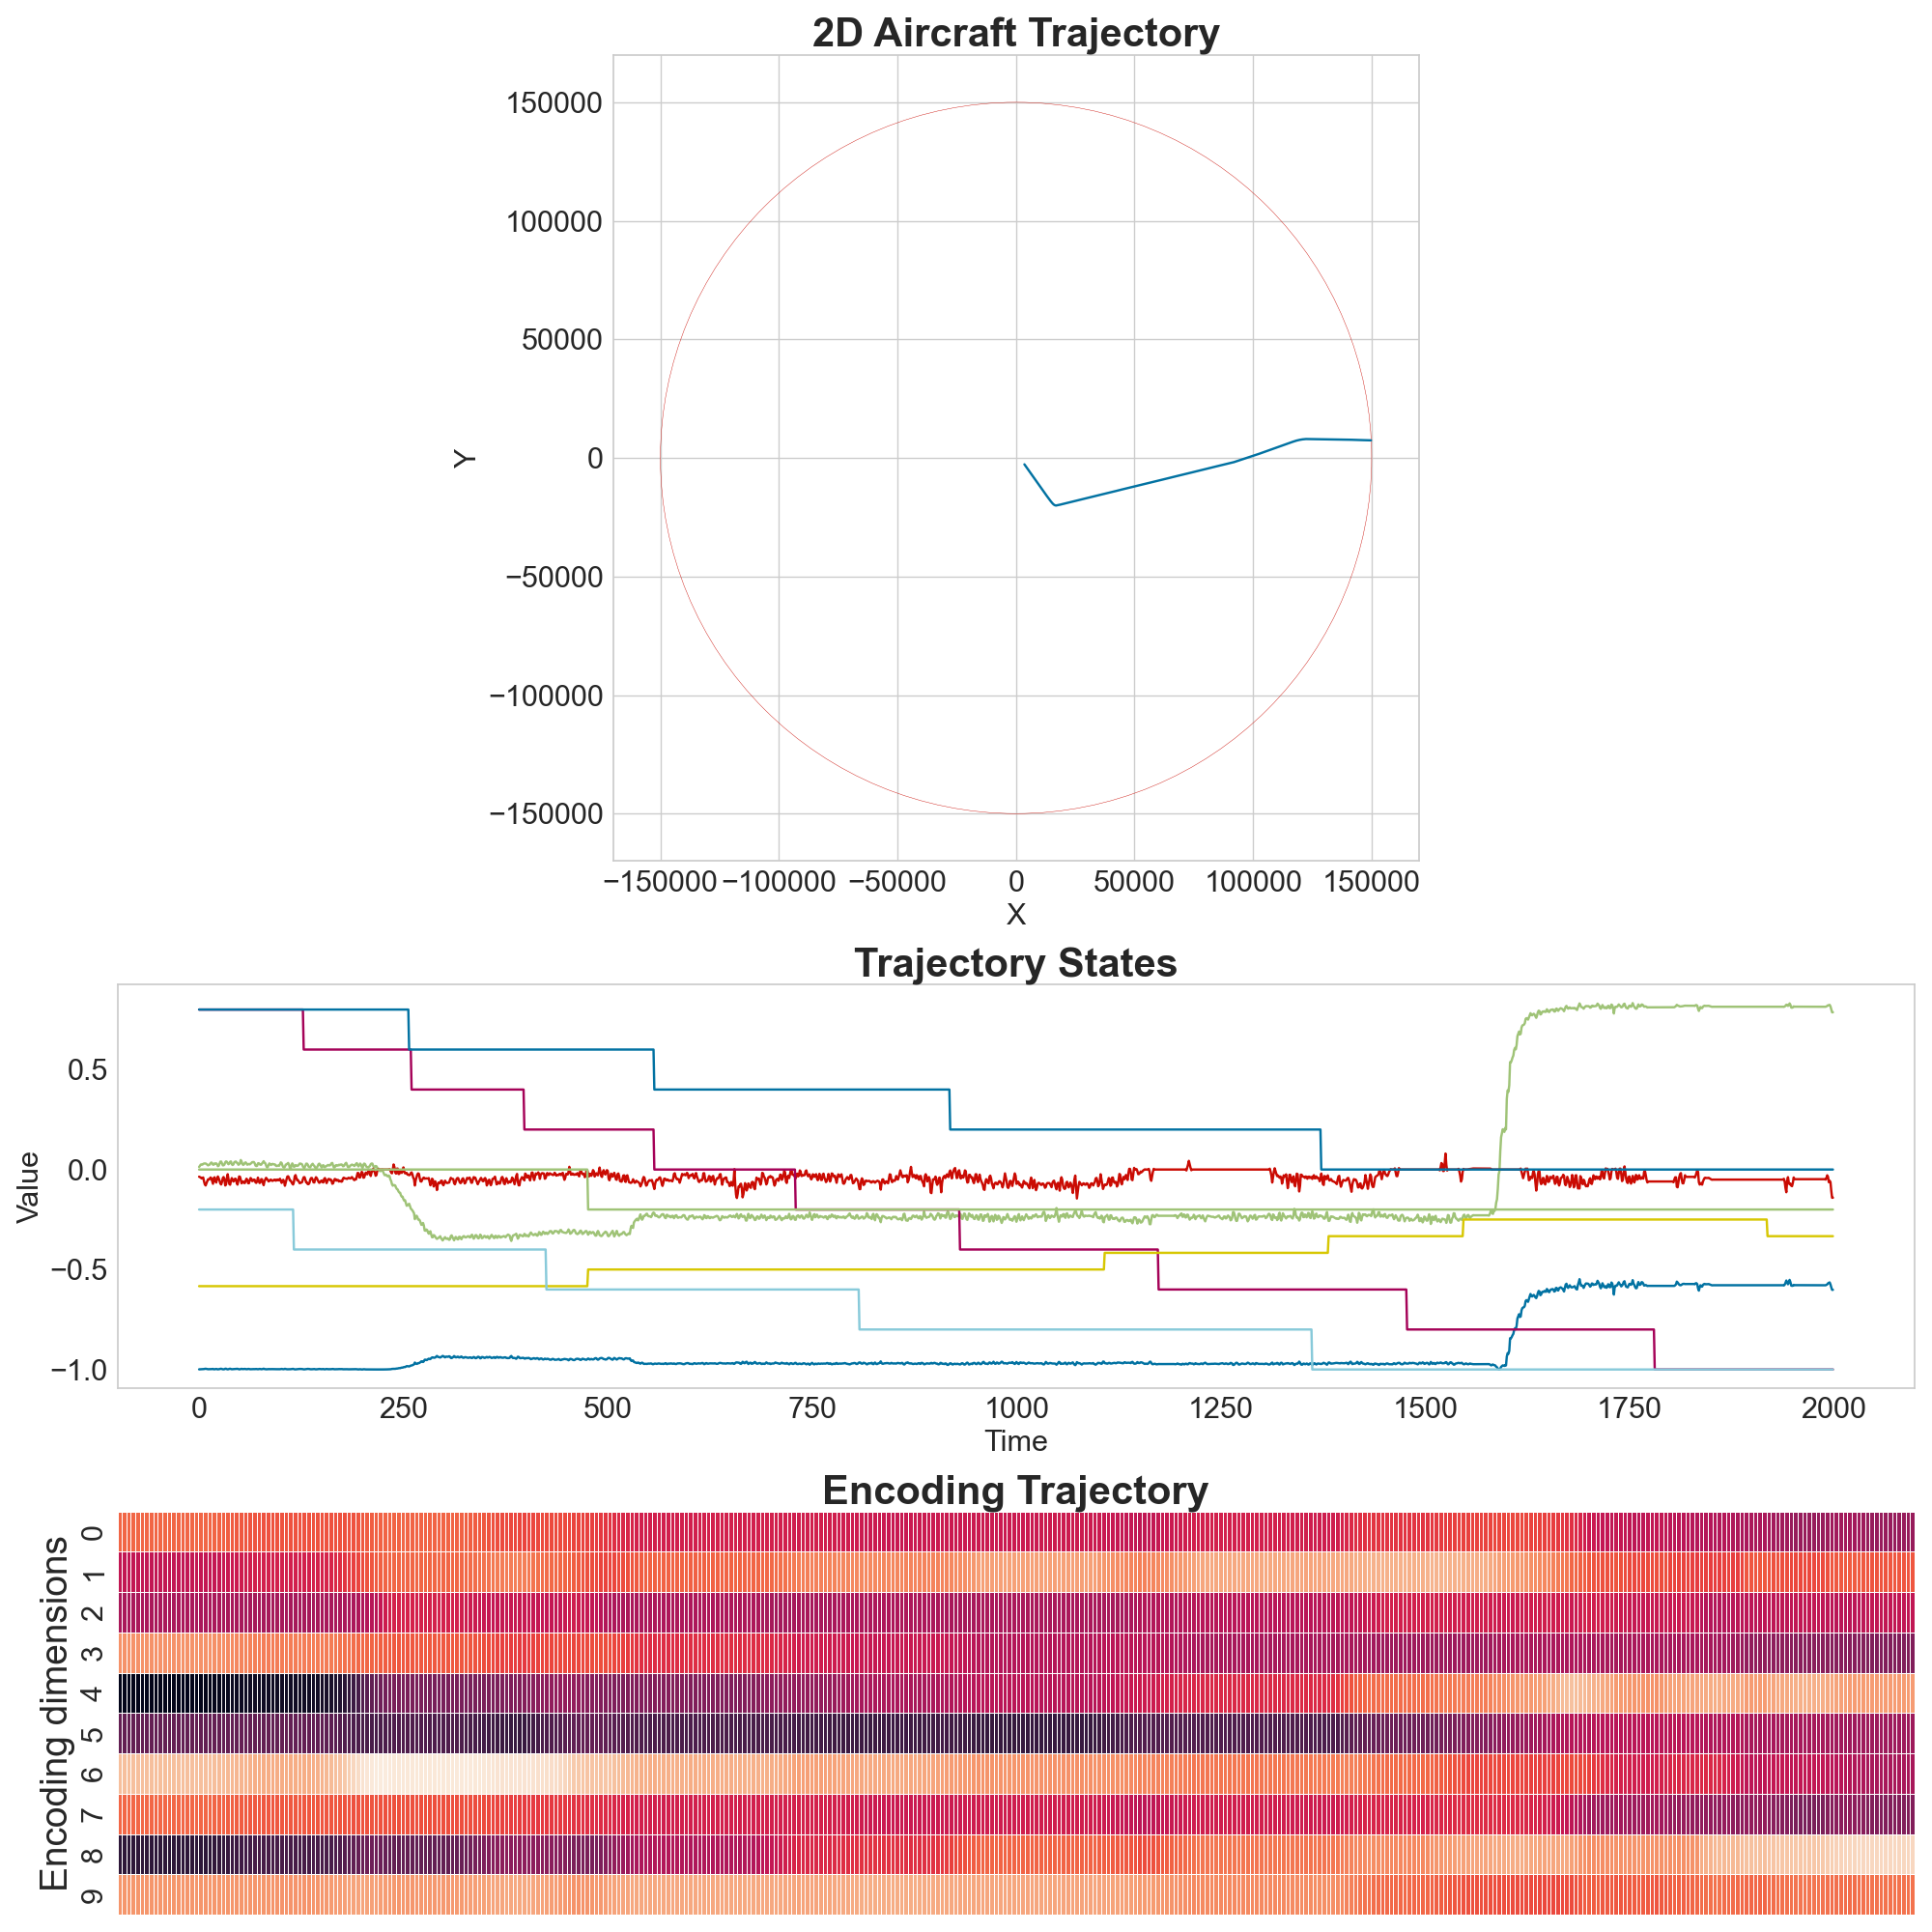 2D Aircraft Trajectory
150000
100000
50000
0
−50000
−100000
−150000
Y
−150000 −100000 −50000 0 50000 100000 150000
X
Trajectory States
0.5
0.0
−0.5
−1.0
Value
0 250 500 750 1000 1250 1500 1750 2000
Time
Encoding Trajectory
Encoding dimensions
0
1
2
3
4
5
6
7
8
9